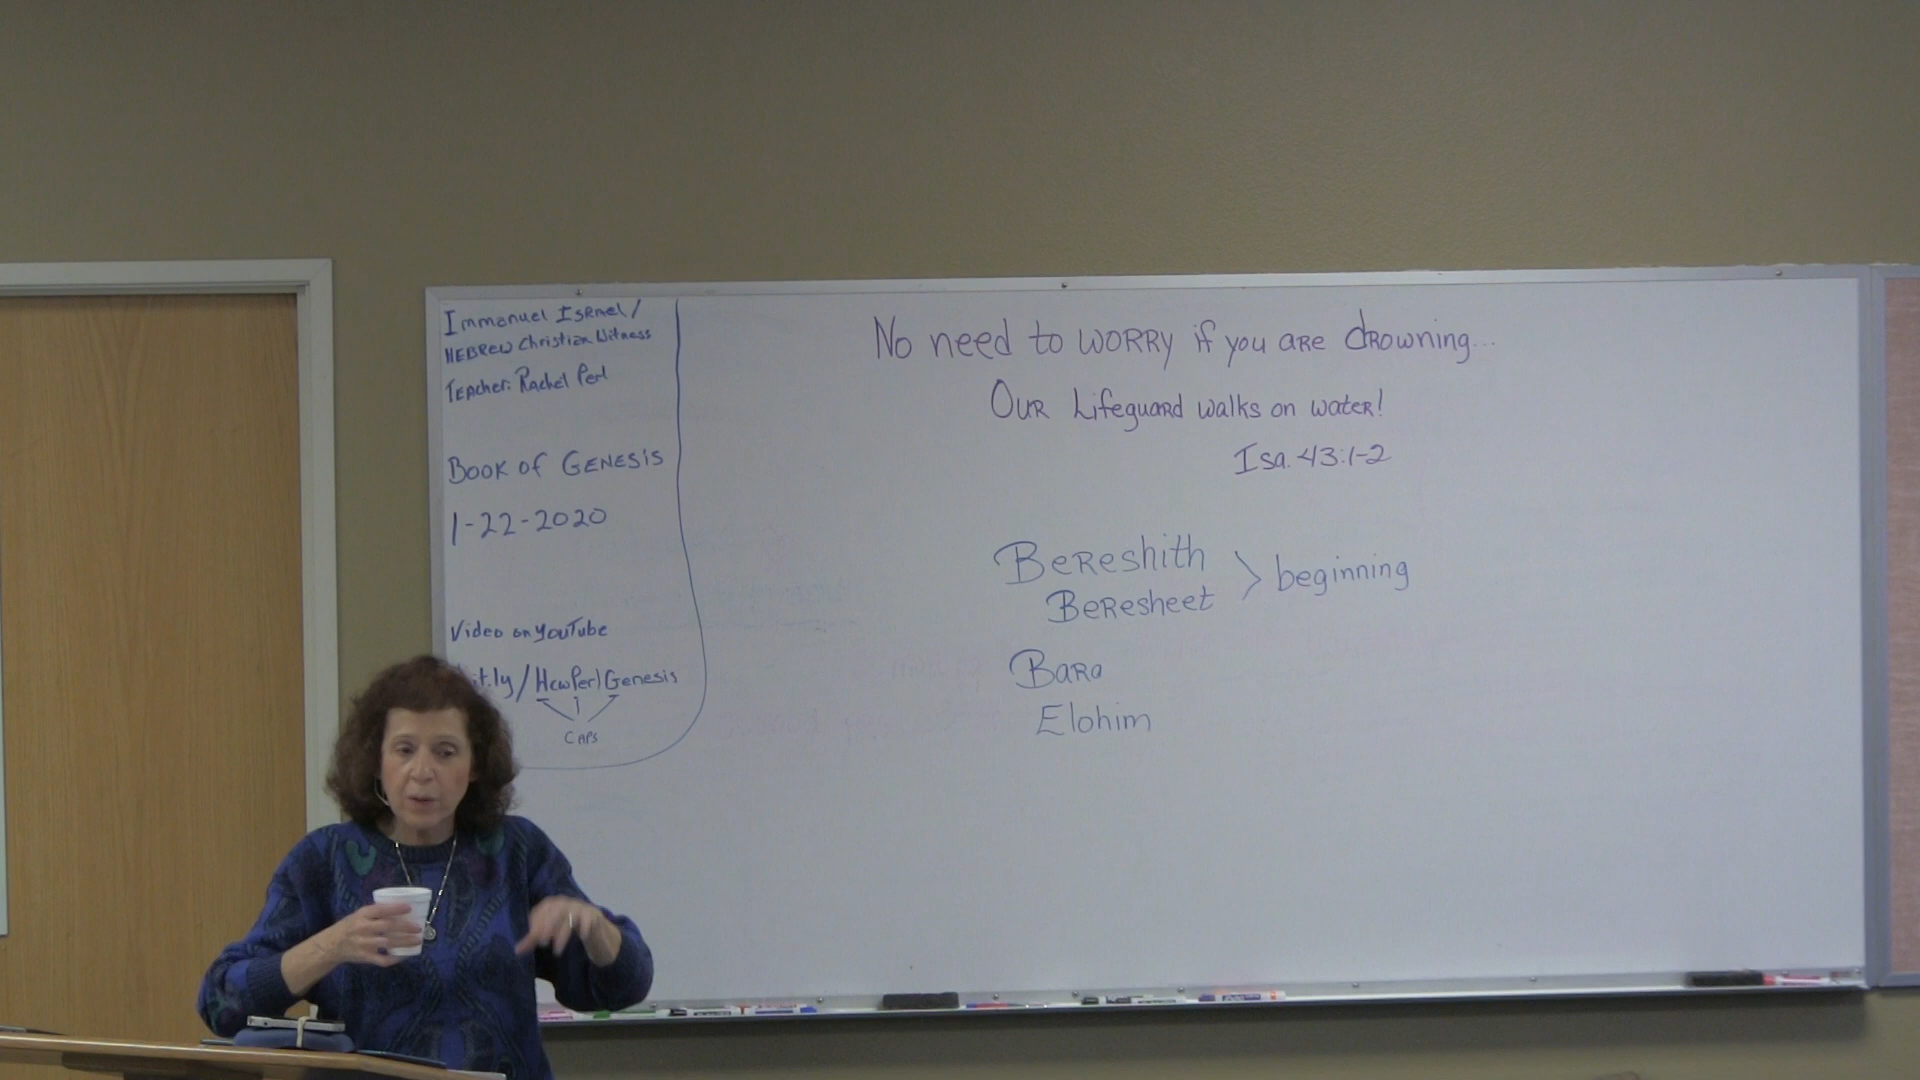 Immanuel Israel/
Hebrew Christian Witness
Teacher: Rachel Perl
Book of Genesis
1-22-2020
Video on YouTube
it.ly/HcwPerlGenesis
Caps
No need to worry if you are drowning...
Our Lifeguard walks on water!
Isa. 43:1-2
Bereshith
Beresheet > beginning
Bara
Elohim